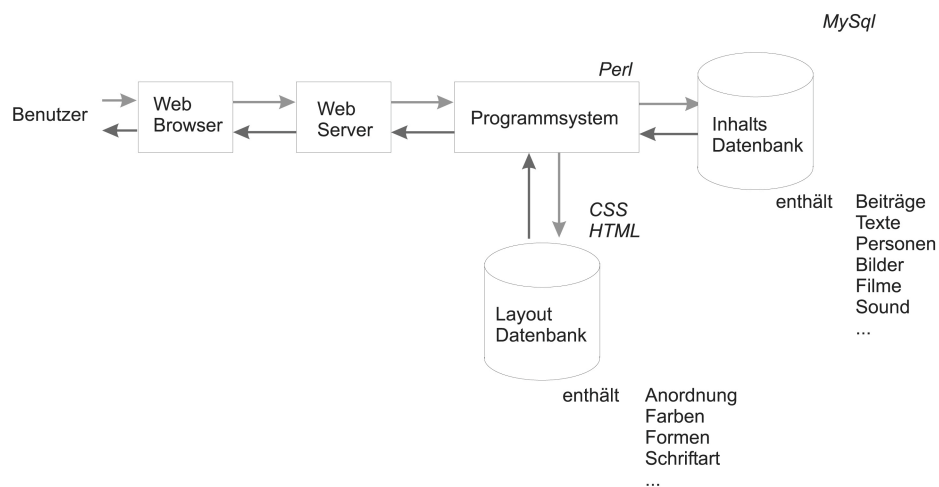 MySql
Perl
Benutzer
Web
Browser
Web
Server
Programmsystem
Inhalts
Datenbank
enthält
Beiträge
Texte
Personen
Bilder
Filme
Sound
...
CSS
HTML
Layout
Datenbank
enthält
Anordnung
Farben
Formen
Schriftart
...